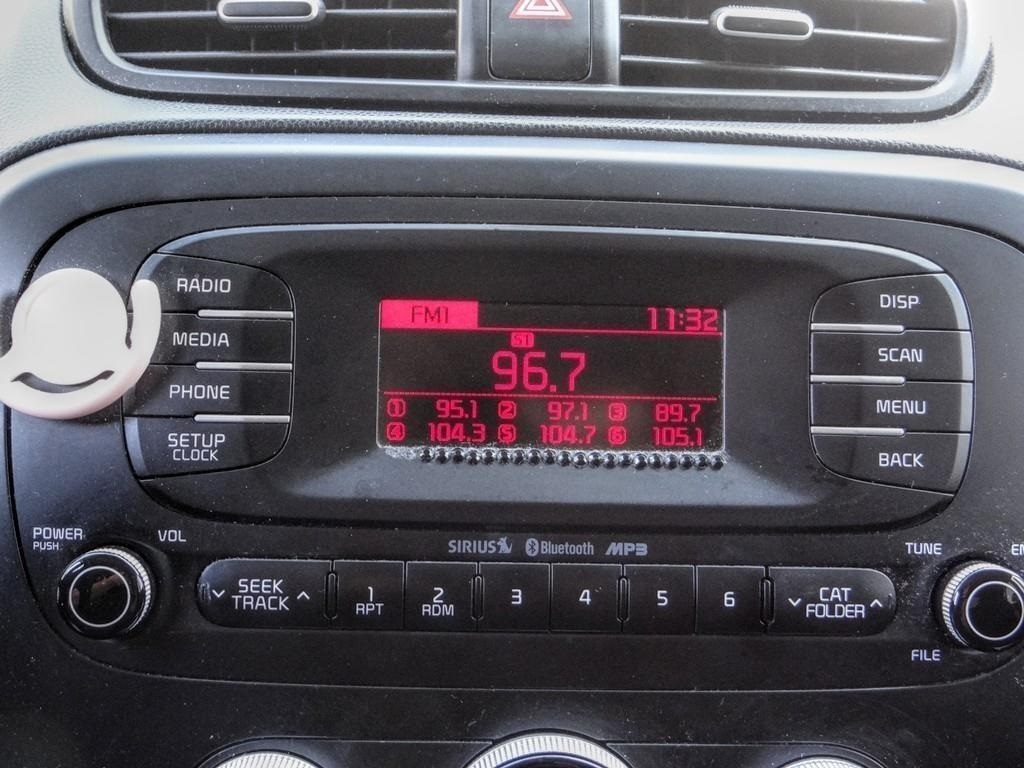 RADIO
MEDIA
PHONE
SETUP
CLOCK
FM1 11:32
ST
96.7
1 95.1 2 97.1 3 89.7
4 104.3 5 104.7 6 105.1
DISP
SCAN
MENU
BACK
POWER
PUSH
VOL
SIRIUS Bluetooth MP3
TUNE
SEEK
TRACK
1
RPT
2
RDM
3
4
5
6
CAT
FOLDER
FILE